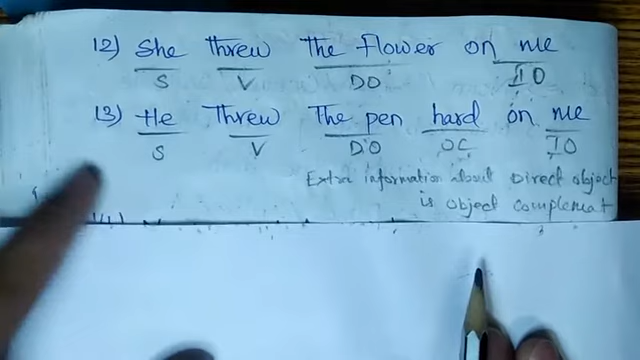 12) She threw The flower on me
S V DO IO
13) He Threw The pen hard on me
S V DO OC IO
Extra information about Direct object
is object complemat